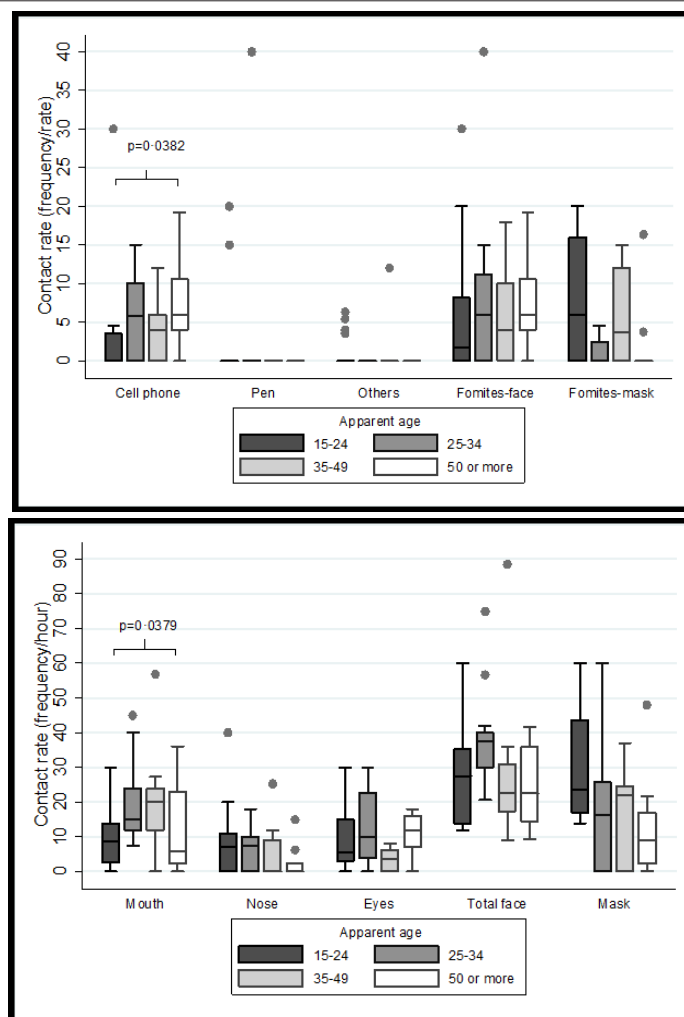 40
35
30
25
20
15
10
5
0
Contact rate (frequency/rate)
p=0·0382
Cell phone Pen Others Fomites-face Fomites-mask
Apparent age
15-24 25-34
35-49 50 or more
90
80
70
60
50
40
30
20
10
0
Contact rate (frequency/hour)
p=0·0379
Mouth Nose Eyes Total face Mask
Apparent age
15-24 25-34
35-49 50 or more